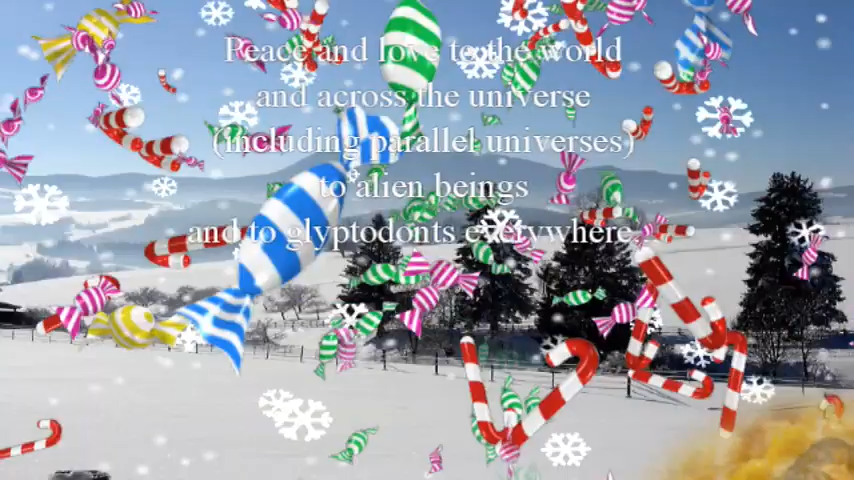 Peace and love to the world
and across the universe
(including parallel universes)
to alien beings
and to glyptodonts everywhere